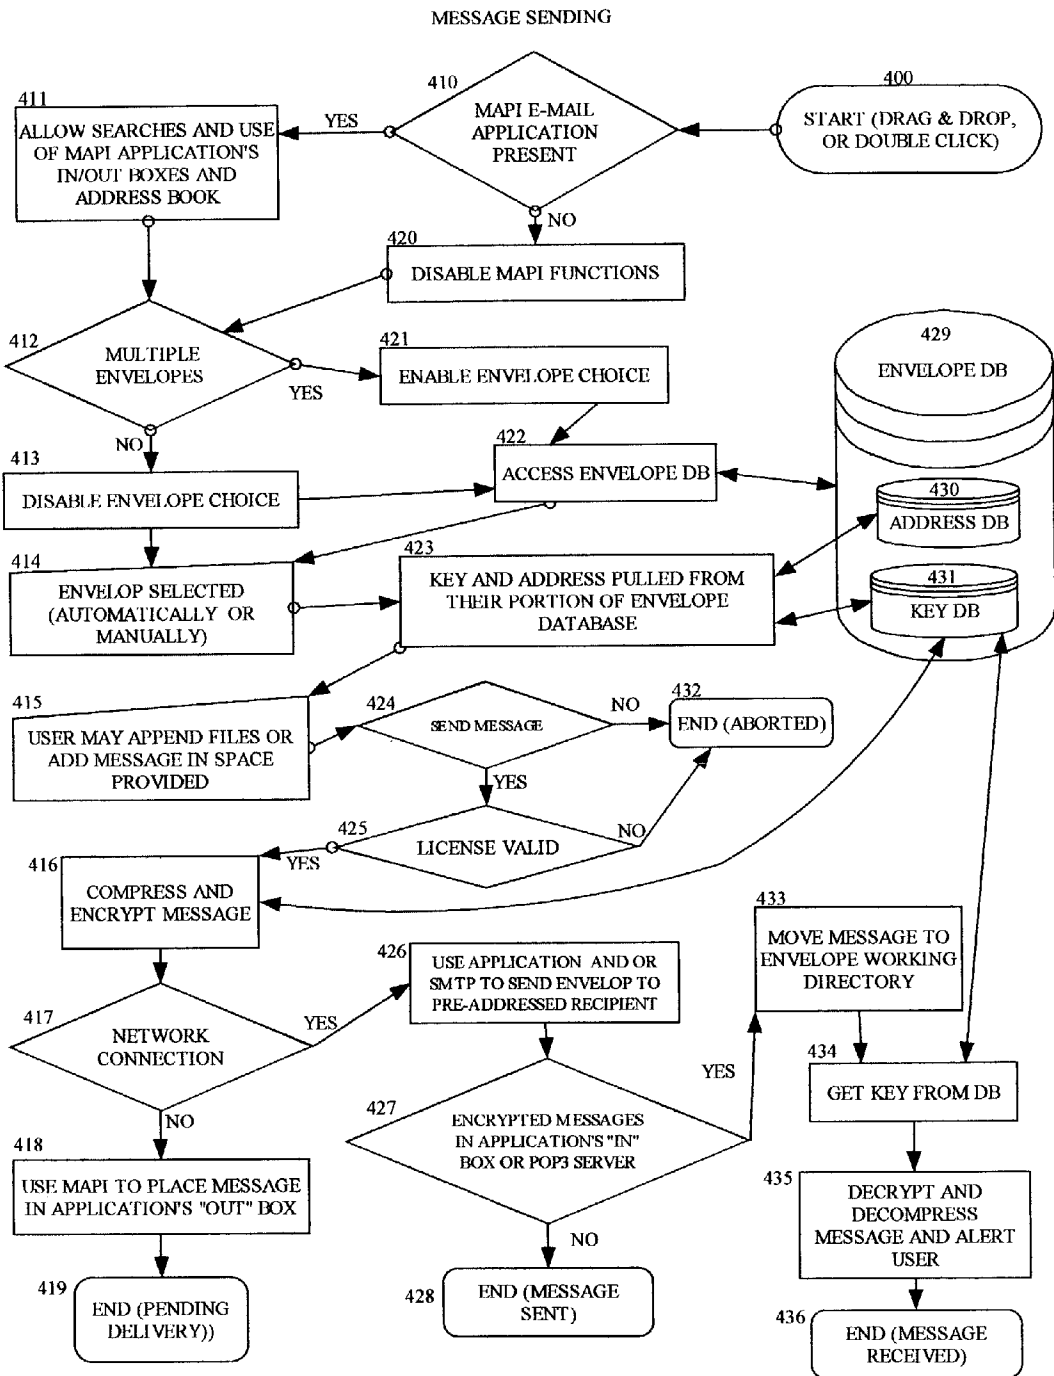 MESSAGE SENDING
400
START (DRAG & DROP,
OR DOUBLE CLICK)
410
MAPI E-MAIL
APPLICATION
PRESENT
YES
NO
411
ALLOW SEARCHES AND USE
OF MAPI APPLICATION'S
IN/OUT BOXES AND
ADDRESS BOOK
420
DISABLE MAPI FUNCTIONS
412
MULTIPLE
ENVELOPES
YES
NO
421
ENABLE ENVELOPE CHOICE
429
ENVELOPE DB
413
DISABLE ENVELOPE CHOICE
422
ACCESS ENVELOPE DB
430
ADDRESS DB
414
ENVELOP SELECTED
(AUTOMATICALLY OR
MANUALLY)
423
KEY AND ADDRESS PULLED FROM
THEIR PORTION OF ENVELOPE
DATABASE
431
KEY DB
415
USER MAY APPEND FILES OR
ADD MESSAGE IN SPACE
PROVIDED
424
SEND MESSAGE
NO
YES
432
END (ABORTED)
425
LICENSE VALID
NO
YES
416
COMPRESS AND
ENCRYPT MESSAGE
417
NETWORK
CONNECTION
YES
NO
426
USE APPLICATION AND OR
SMTP TO SEND ENVELOP TO
PRE-ADDRESSED RECIPIENT
433
MOVE MESSAGE TO
ENVELOPE WORKING
DIRECTORY
427
ENCRYPTED MESSAGES
IN APPLICATION'S "IN"
BOX OR POP3 SERVER
YES
NO
434
GET KEY FROM DB
418
USE MAPI TO PLACE MESSAGE
IN APPLICATION'S "OUT" BOX
435
DECRYPT AND
DECOMPRESS
MESSAGE AND ALERT
USER
419
END (PENDING
DELIVERY))
428
END (MESSAGE
SENT)
436
END (MESSAGE
RECEIVED)